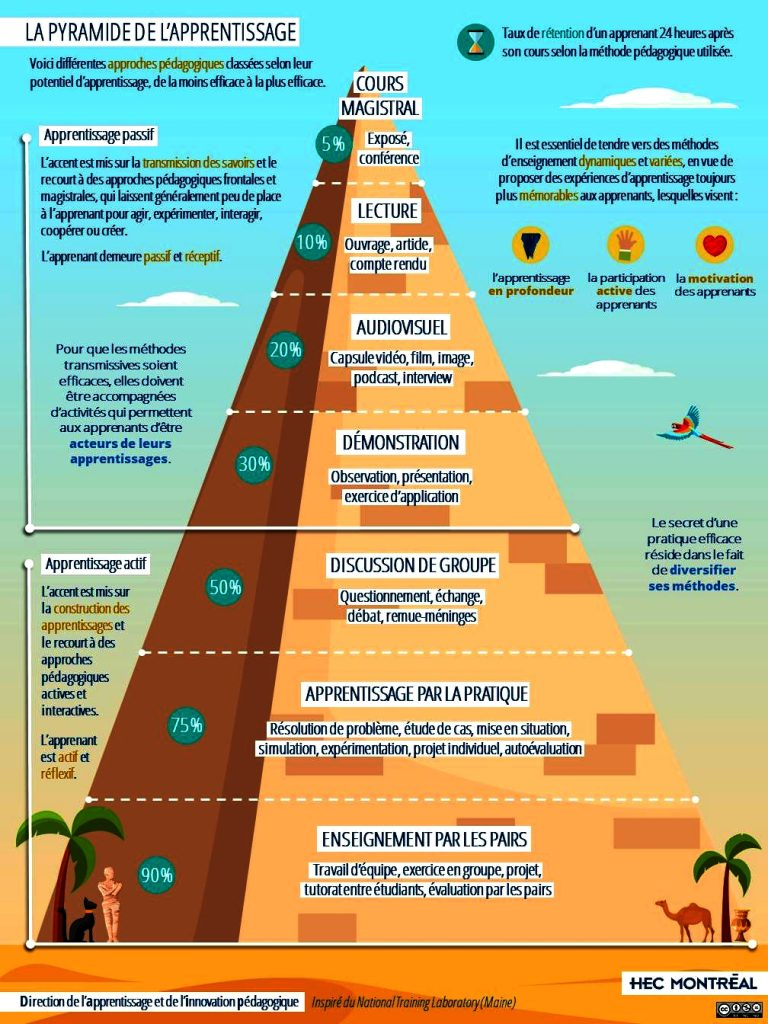 LA PYRAMIDE DE L'APPRENTISSAGE
Voici différentes approches pédagogiques classées selon leur
potentiel d'apprentissage, de la moins efficace à la plus efficace.
Taux de rétention d'un apprenant 24 heures après
son cours selon la méthode pédagogique utilisée.
COURS
MAGISTRAL
5%
Exposé,
conférence
Apprentissage passif
L'accent est mis sur la transmission des savoirs et le
recourt à des approches pédagogiques frontales et
magistrales, qui laissent généralement peu de place
à l'apprenant pour agir, expérimenter, interagir,
coopérer ou créer.
L'apprenant demeure passif et réceptif.
Il est essentiel de tendre vers des méthodes
d'enseignement dynamiques et variées, en vue de
proposer des expériences d'apprentissage toujours
plus mémorables aux apprenants, lesquelles visent :
l'apprentissage
en profondeur
la participation
active des
apprenants
la motivation
des apprenants
LECTURE
10%
Ouvrage, article,
compte rendu
AUDIOVISUEL
20%
Capsule vidéo, film, image,
podcast, interview
Pour que les méthodes
transmissives soient
efficaces, elles doivent
être accompagnées
d'activités qui permettent
aux apprenants d'être
acteurs de leurs
apprentissages.
DÉMONSTRATION
30%
Observation, présentation,
exercice d'application
Le secret d'une
pratique efficace
réside dans le fait
de diversifier
ses méthodes.
Apprentissage actif
L'accent est mis sur
la construction des
apprentissages et
le recourt à des
approches
pédagogiques
actives et
interactives.
L'apprenant
est actif et
réflexif.
DISCUSSION DE GROUPE
50%
Questionnement, échange,
débat, remue-méninges
APPRENTISSAGE PAR LA PRATIQUE
75%
Résolution de problème, étude de cas, mise en situation,
simulation, expérimentation, projet individuel, autoévaluation
ENSEIGNEMENT PAR LES PAIRS
90%
Travail d'équipe, exercice en groupe, projet,
tutorat entre étudiants, évaluation par les pairs
HEC MONTRÉAL
Direction de l'apprentissage et de l'innovation pédagogique Inspiré du National Training Laboratory (Maine)